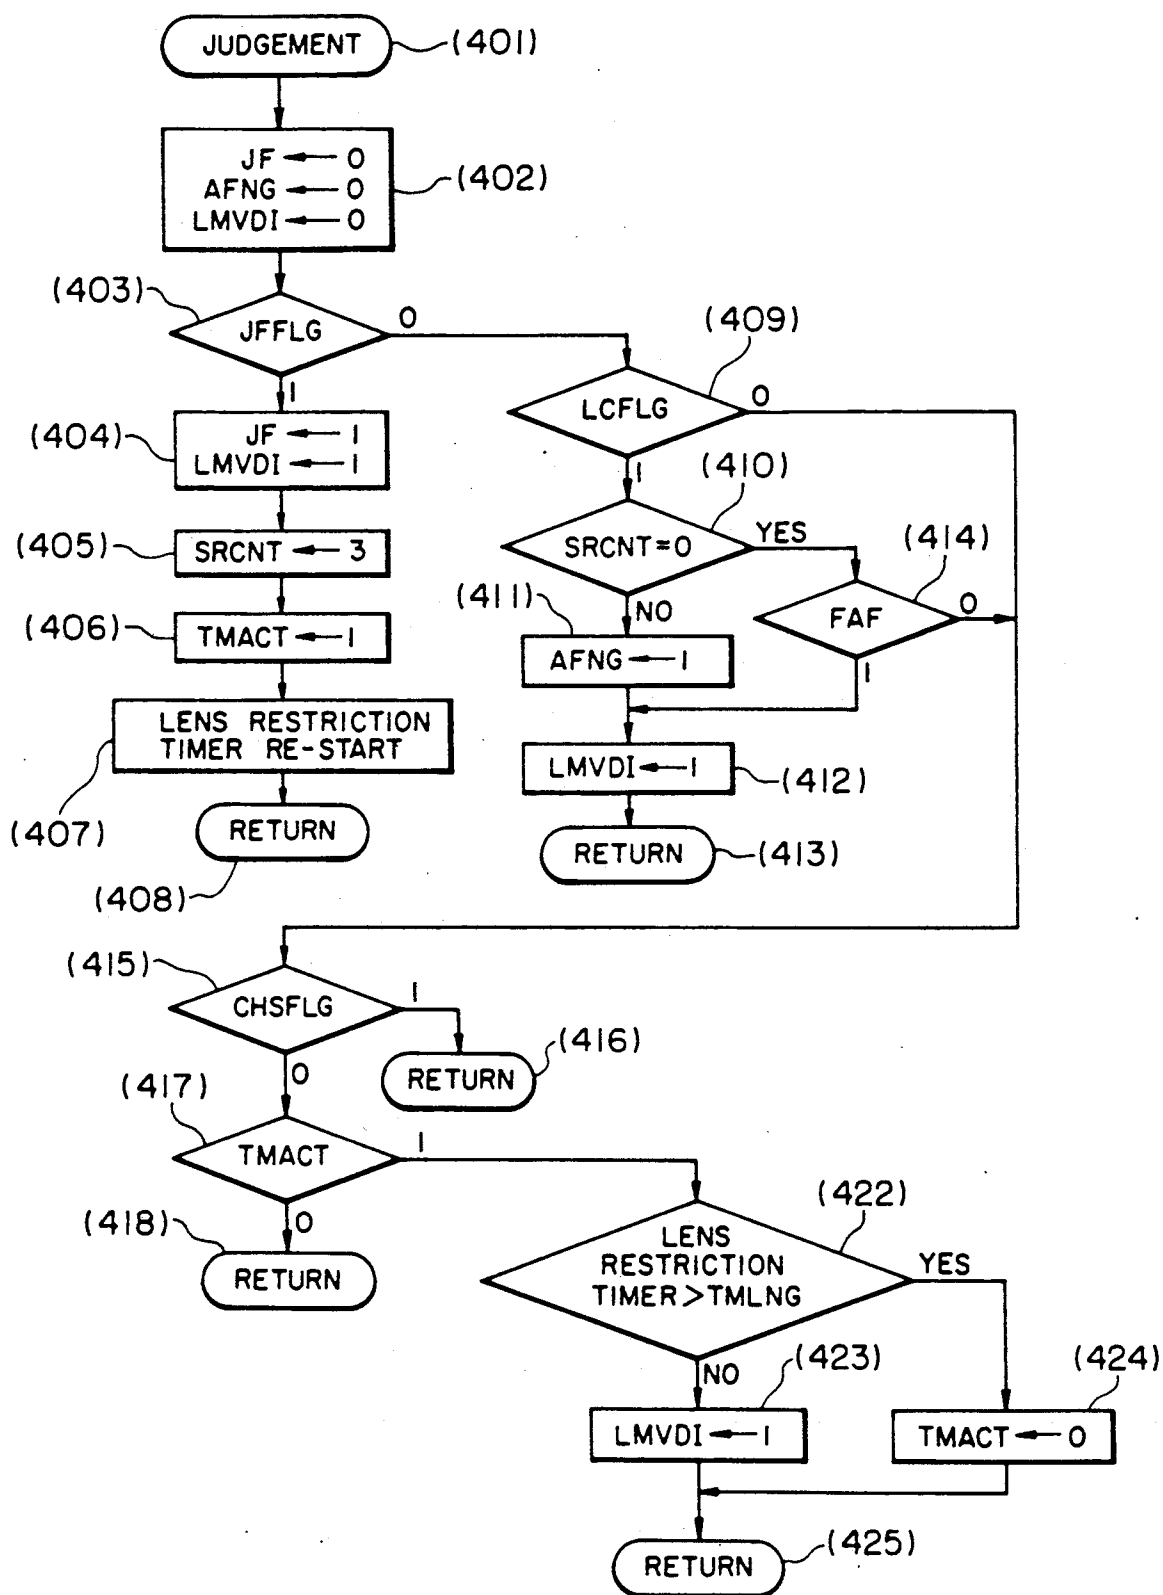 JUDGEMENT (401)
JF ← 0
AFNG ← 0
LMVDI ← 0
(402)
(403)
JFFLG
0
1
(404)
JF ← 1
LMVDI ← 1
(405)
SRCNT ← 3
(406)
TMACT ← 1
LENS RESTRICTION
TIMER RE-START
(407)
RETURN
(408)
(409)
LCFLG
0
1
(410)
SRCNT=0
YES
NO
(411)
AFNG ← 1
(414)
FAF
0
1
LMVDI ← 1
(412)
RETURN
(413)
(415)
CHSFLG
1
0
RETURN
(416)
(417)
TMACT
1
0
(418)
RETURN
(422)
LENS
RESTRICTION
TIMER>TMLNG
YES
NO
(423)
LMVDI ← 1
(424)
TMACT ← 0
RETURN
(425)